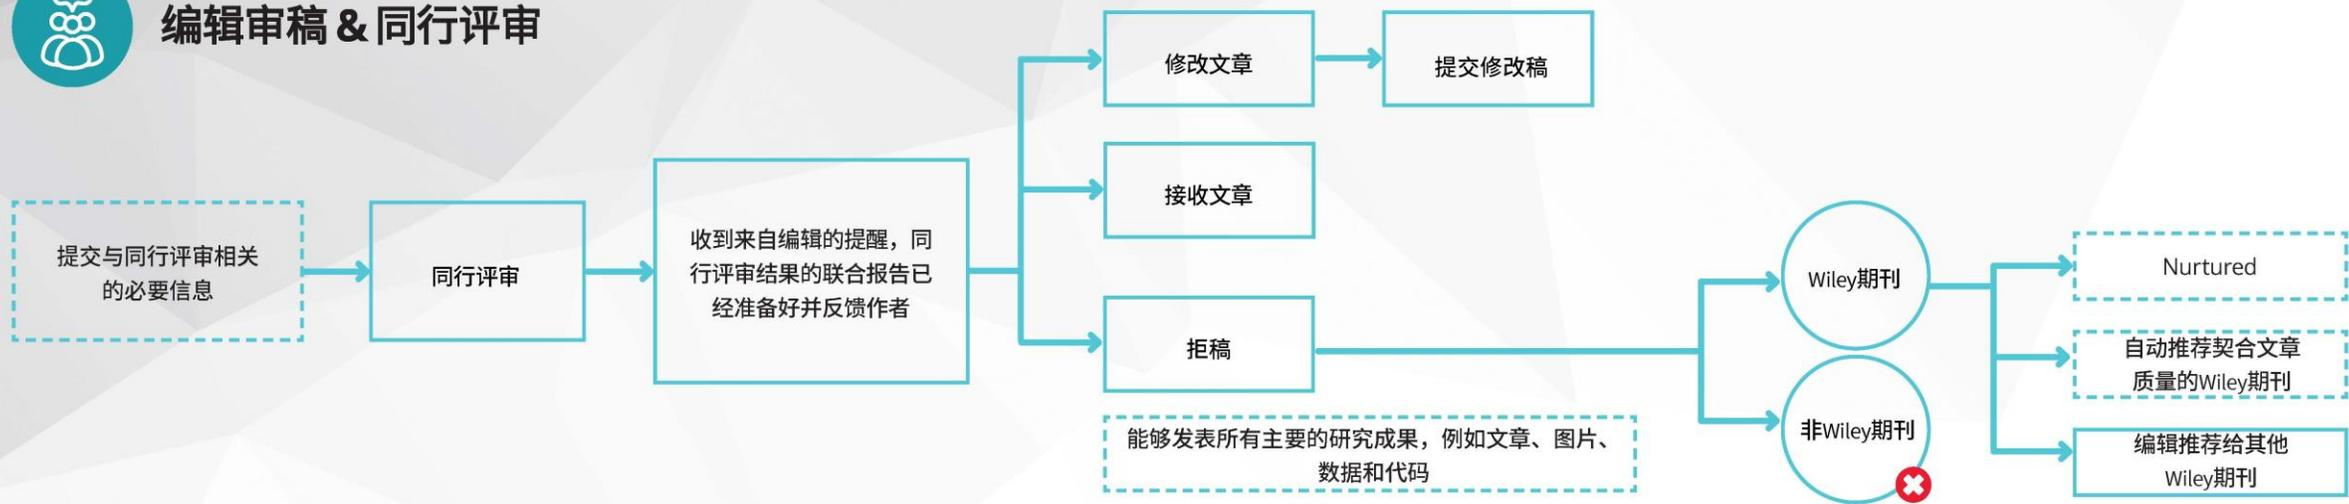 编辑审稿 & 同行评审
提交与同行评审相关
的必要信息
同行评审
收到来自编辑的提醒，同
行评审结果的联合报告已
经准备好并反馈作者
修改文章
提交修改稿
接收文章
拒稿
能够发表所有主要的研究成果，例如文章、图片、
数据和代码
Wiley期刊
非Wiley期刊
Nurtured
自动推荐契合文章
质量的Wiley期刊
编辑推荐给其他
Wiley期刊